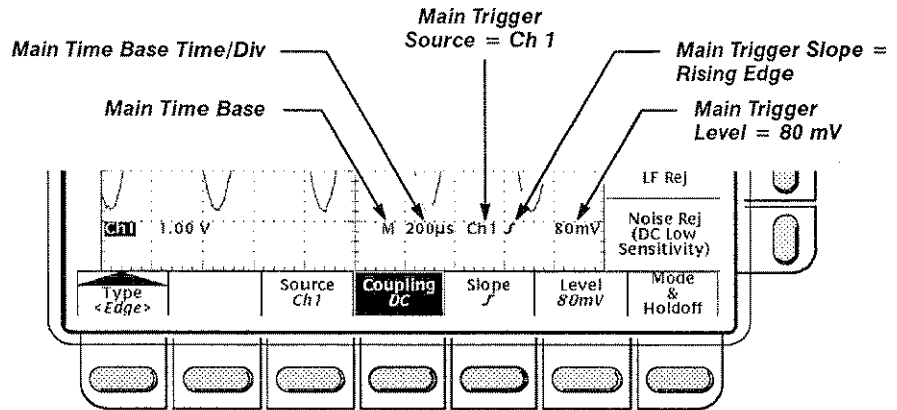 Main Trigger
Source = Ch 1
Main Time Base Time/Div
Main Trigger Slope =
Rising Edge
Main Time Base
Main Trigger
Level = 80 mV
LF Rej
Noise Rej
(DC Low
Sensitivity)
Ch1 1.00 V M 200µs Ch1 80mV
Type
<Edge>
Source
Ch1
Coupling
DC
Slope
Level
80mV
Mode
&
Holdoff